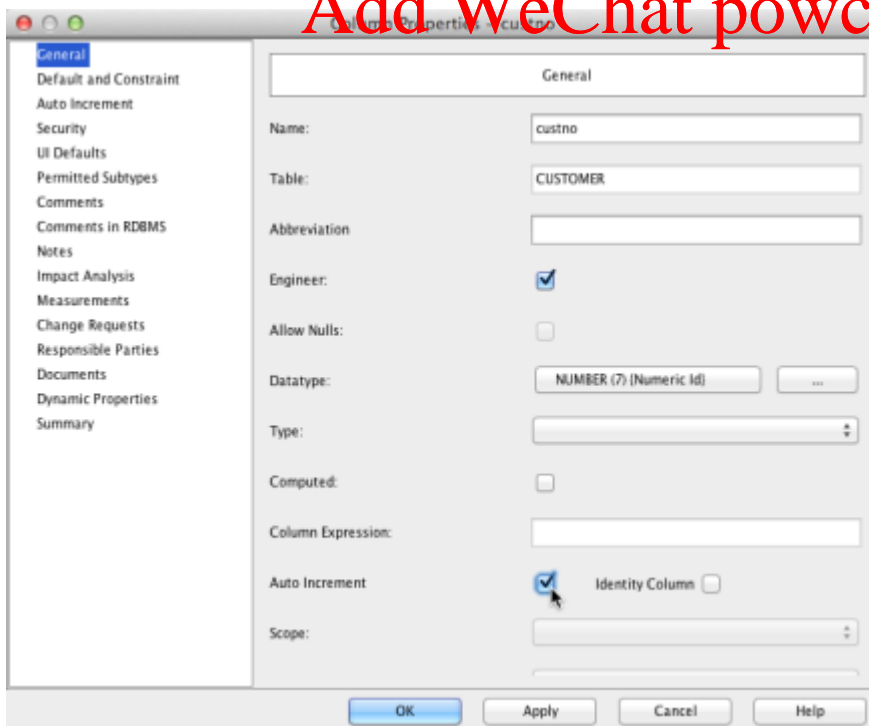 Add WeChat powc
Column Properties - custno
General
Default and Constraint
Auto Increment
Security
UI Defaults
Permitted Subtypes
Comments
Comments in RDBMS
Notes
Impact Analysis
Measurements
Change Requests
Responsible Parties
Documents
Dynamic Properties
Summary
General
Name: custno
Table: CUSTOMER
Abbreviation
Engineer:
Allow Nulls:
Datatype: NUMBER (7) (Numeric Id) ...
Type:
Computed:
Column Expression:
Auto Increment Identity Column
Scope:
OK Apply Cancel Help